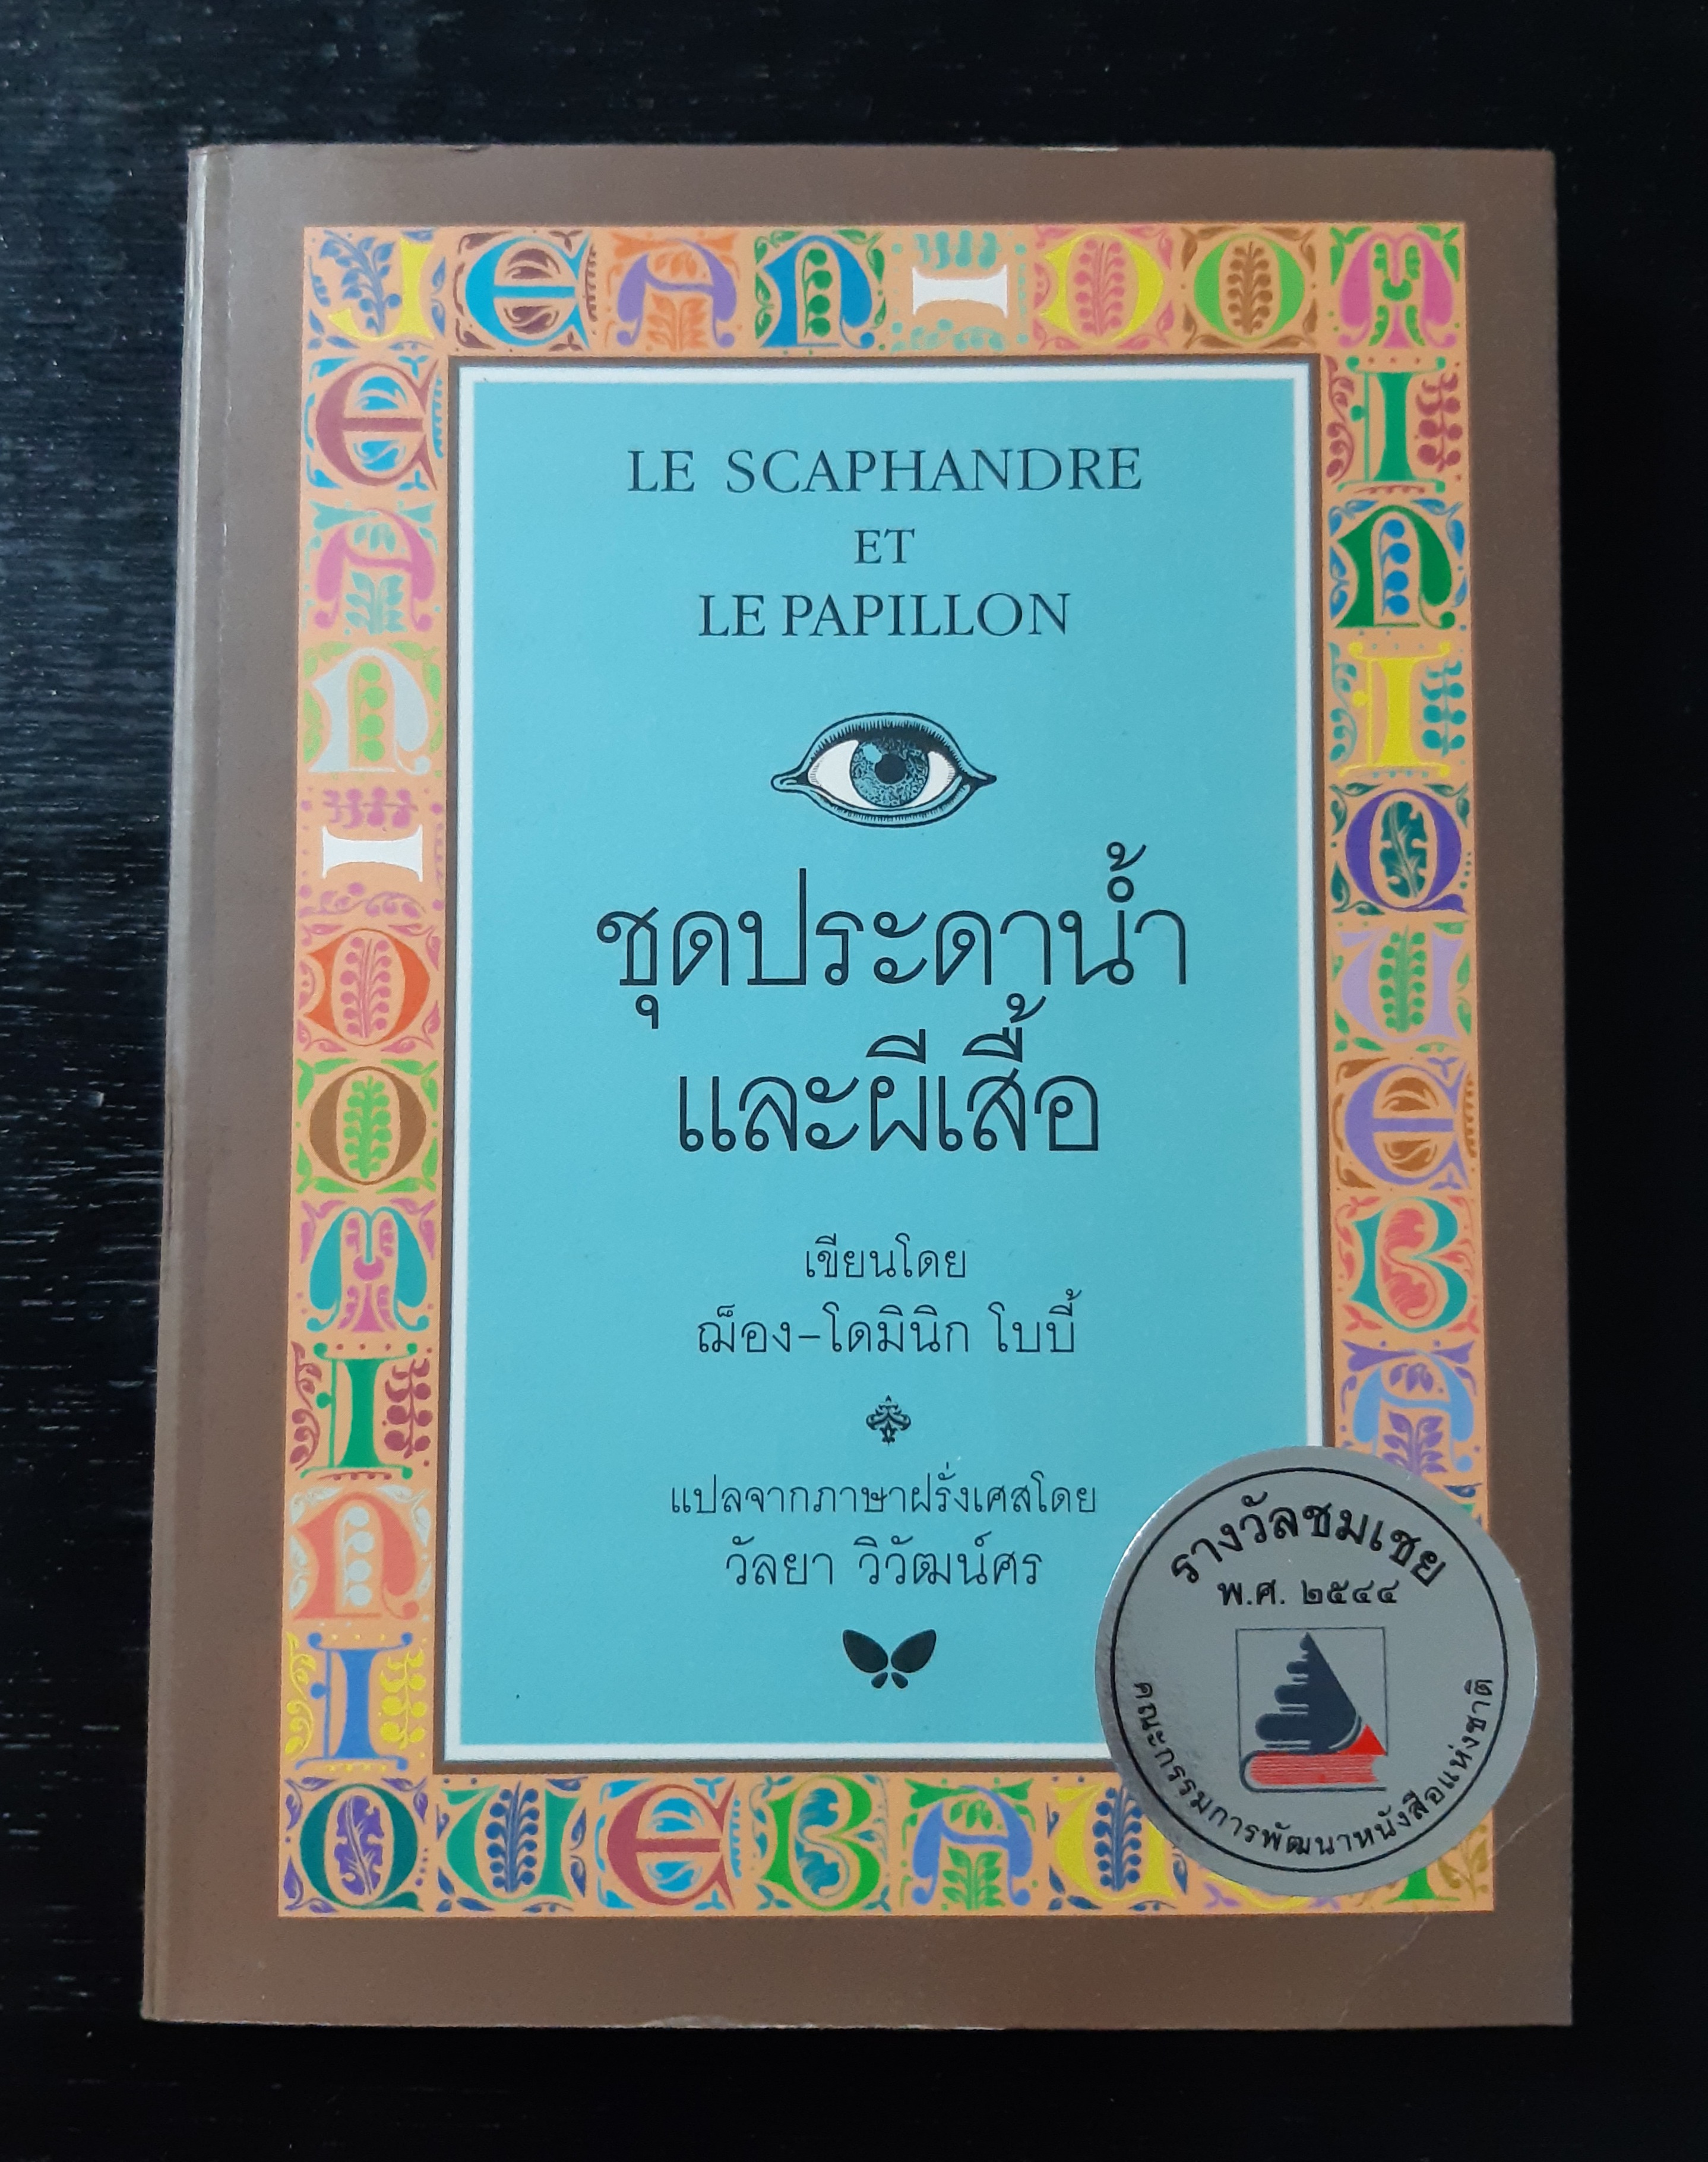 JEAN-DOM
INIQUEBA
EAN-DOMINI
QUEBAU
LE SCAPHANDRE
ET
LE PAPILLON
ชุดประดาน้ำ
และผีเสื้อ
เขียนโดย
ฌ็อง-โดมินิก โบบี้
แปลจากภาษาฝรั่งเศสโดย
วัลยา วิวัฒน์ศร
รางวัลชมเชย
พ.ศ. ๒๕๔๔
คณะกรรมการพัฒนาหนังสือแห่งชาติ